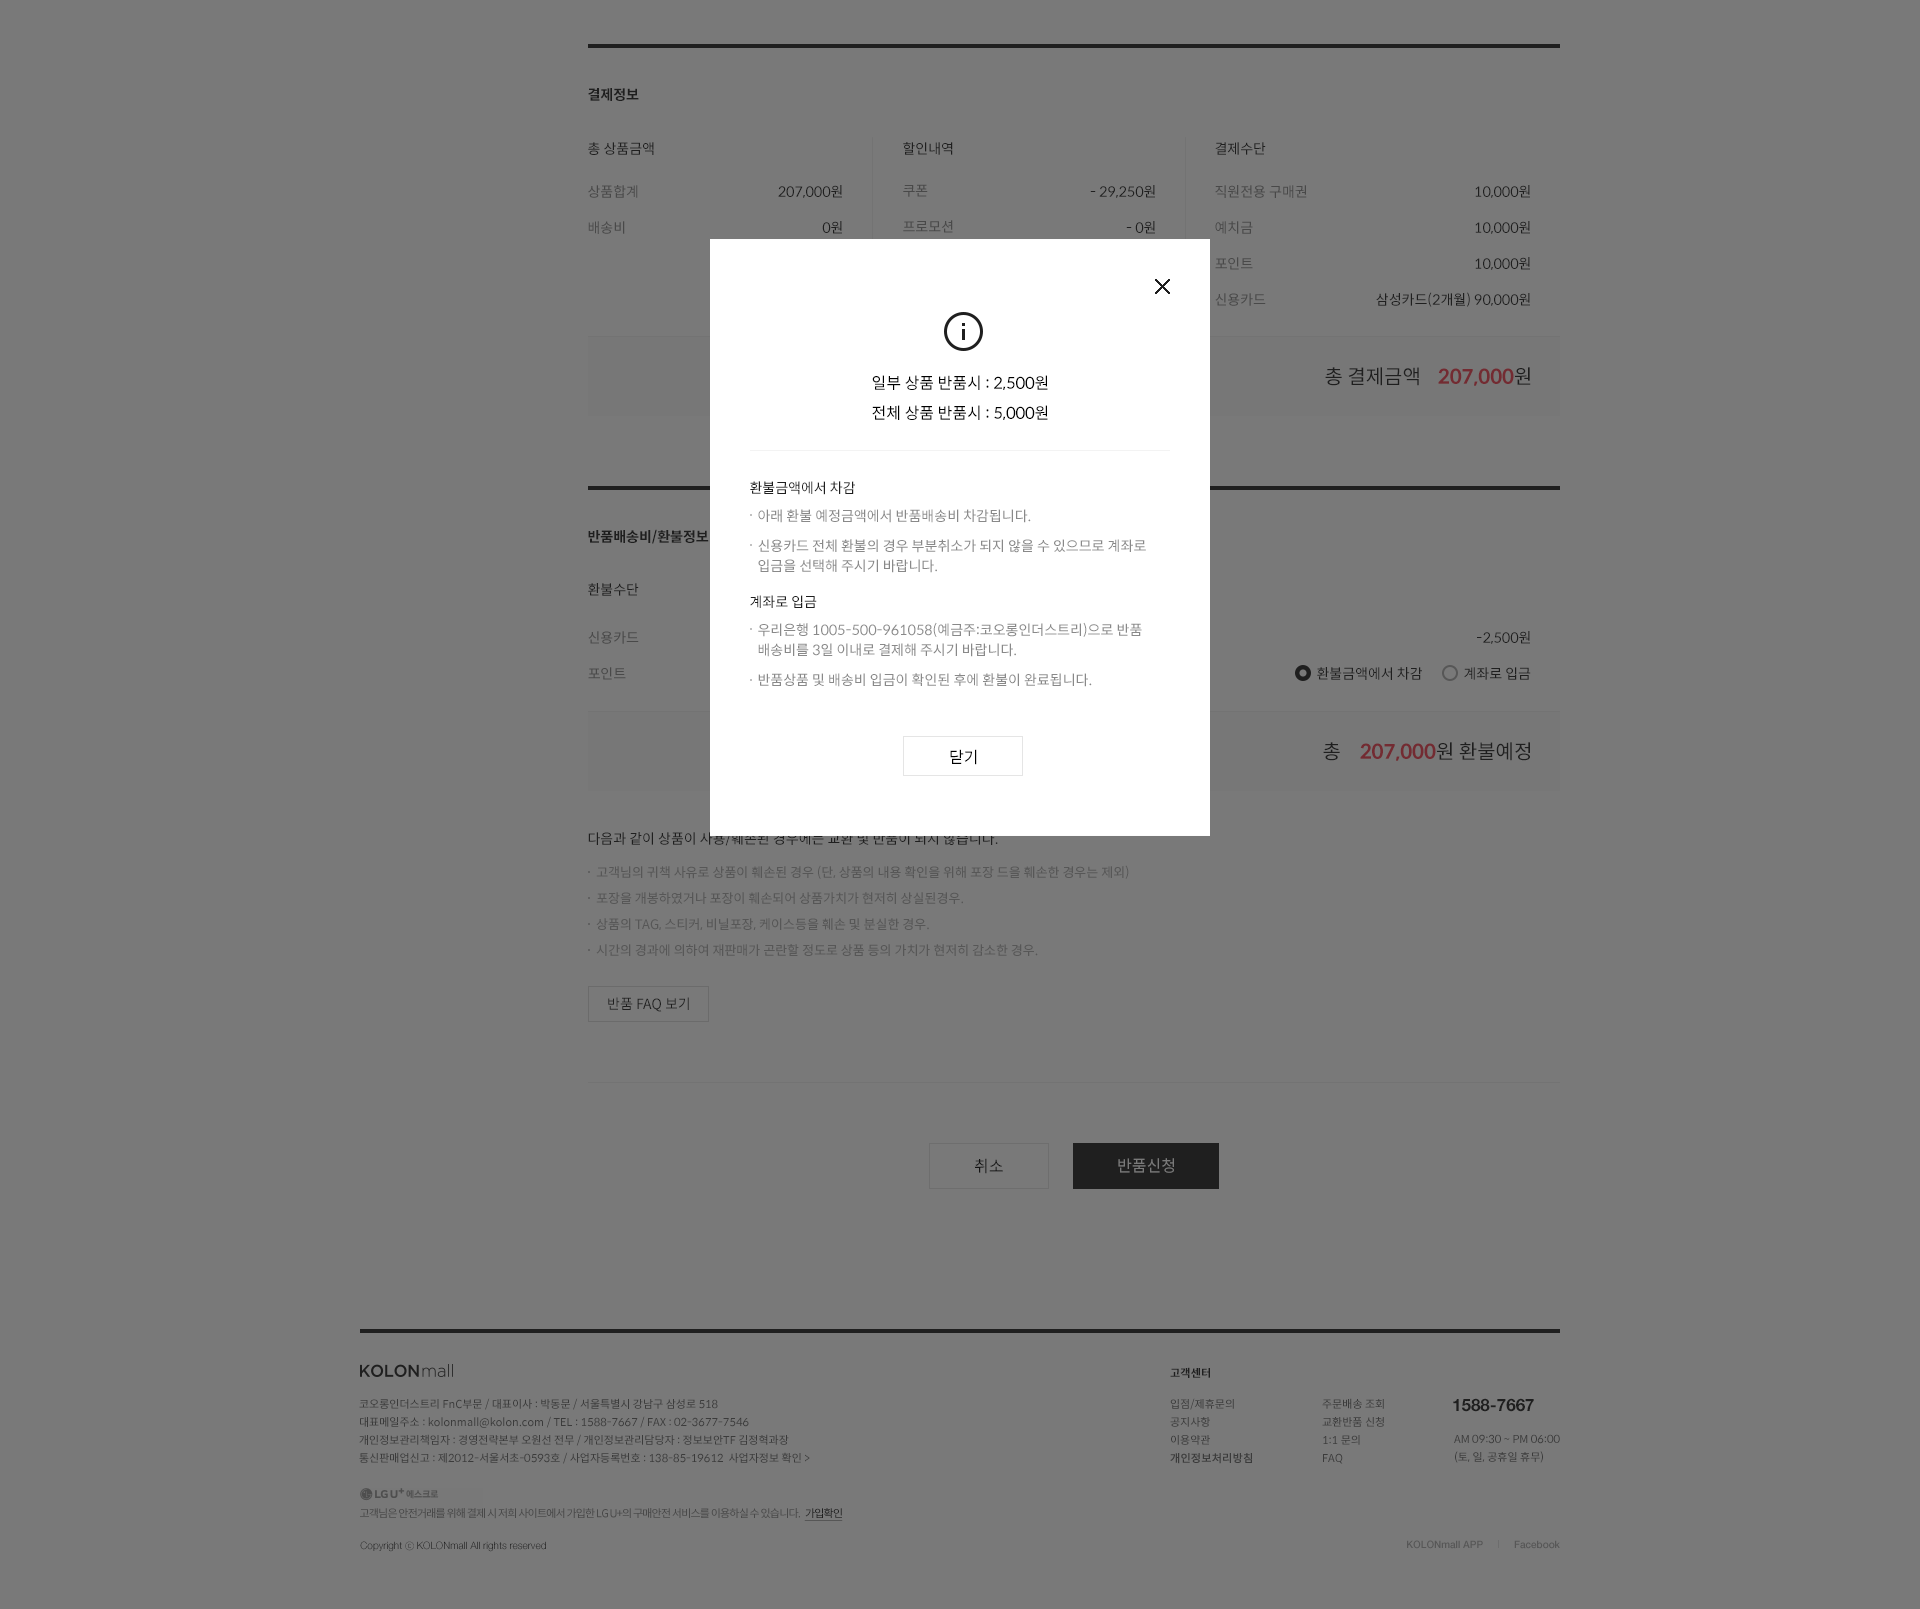 결제정보
총 상품금액
할인내역
결제수단
상품합계 207,000원
쿠폰 - 29,250원
직원전용 구매권 10,000원
배송비 0원
프로모션 - 0원
예치금 10,000원
포인트 10,000원
신용카드 삼성카드(2개월) 90,000원
총 결제금액 207,000원
일부 상품 반품시 : 2,500원
전체 상품 반품시 : 5,000원
환불금액에서 차감
· 아래 환불 예정금액에서 반품배송비 차감됩니다.
· 신용카드 전체 환불의 경우 부분취소가 되지 않을 수 있으므로 계좌로
입금을 선택해 주시기 바랍니다.
계좌로 입금
· 우리은행 1005-500-961058(예금주:코오롱인더스트리)으로 반품
배송비를 3일 이내로 결제해 주시기 바랍니다.
· 반품상품 및 배송비 입금이 확인된 후에 환불이 완료됩니다.
닫기
반품배송비/환불정보
환불수단
신용카드
-2,500원
포인트
환불금액에서 차감 계좌로 입금
총 207,000원 환불예정
다음과 같이 상품이 사용/훼손된 경우에는 교환 및 반품이 되지 않습니다.
· 고객님의 귀책 사유로 상품이 훼손된 경우 (단, 상품의 내용 확인을 위해 포장 드을 훼손한 경우는 제외)
· 포장을 개봉하였거나 포장이 훼손되어 상품가치가 현저히 상실된경우.
· 상품의 TAG, 스티커, 비닐포장, 케이스등을 훼손 및 분실한 경우.
· 시간의 경과에 의하여 재판매가 곤란할 정도로 상품 등의 가치가 현저히 감소한 경우.
반품 FAQ 보기
취소
반품신청
KOLONmall
코오롱인더스트리 FnC부문 / 대표이사 : 박동문 / 서울특별시 강남구 삼성로 518
대표메일주소 : kolonmall@kolon.com / TEL : 1588-7667 / FAX : 02-3677-7546
개인정보관리책임자 : 경영전략본부 오원선 전무 / 개인정보관리담당자 : 정보보안TF 김정혁과장
통신판매업신고 : 제2012-서울서초-0593호 / 사업자등록번호 : 138-85-19612 사업자정보 확인 >
LG U+ 에스크로
고객님은 안전거래를 위해 결제 시 저희 사이트에서 가입한 LG U+의 구매안전 서비스를 이용하실 수 있습니다. 가입확인
Copyright ⓒ KOLONmall All rights reserved
고객센터
입점/제휴문의
공지사항
이용약관
개인정보처리방침
주문배송 조회
교환반품 신청
1:1 문의
FAQ
1588-7667
AM 09:30 ~ PM 06:00
(토, 일, 공휴일 휴무)
KOLONmall APP | Facebook